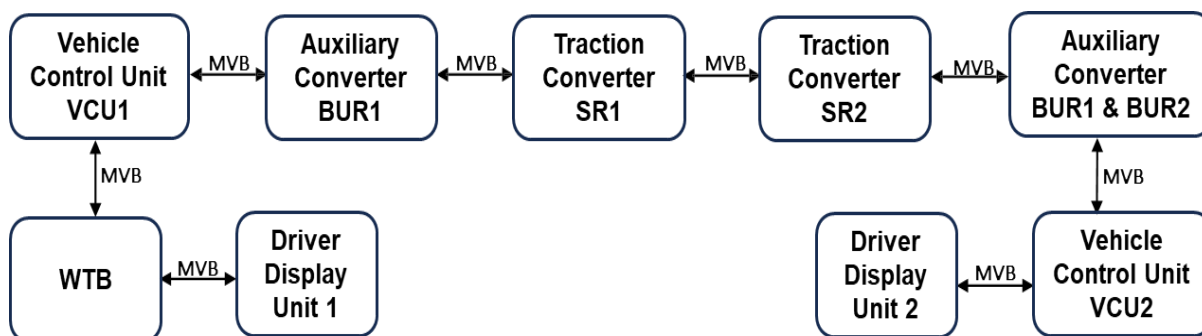 Vehicle
Control Unit
VCU1
MVB
Auxiliary
Converter
BUR1
MVB
Traction
Converter
SR1
MVB
Traction
Converter
SR2
MVB
Auxiliary
Converter
BUR1 & BUR2
MVB
MVB
WTB
MVB
Driver
Display
Unit 1
Driver
Display
Unit 2
MVB
Vehicle
Control Unit
VCU2